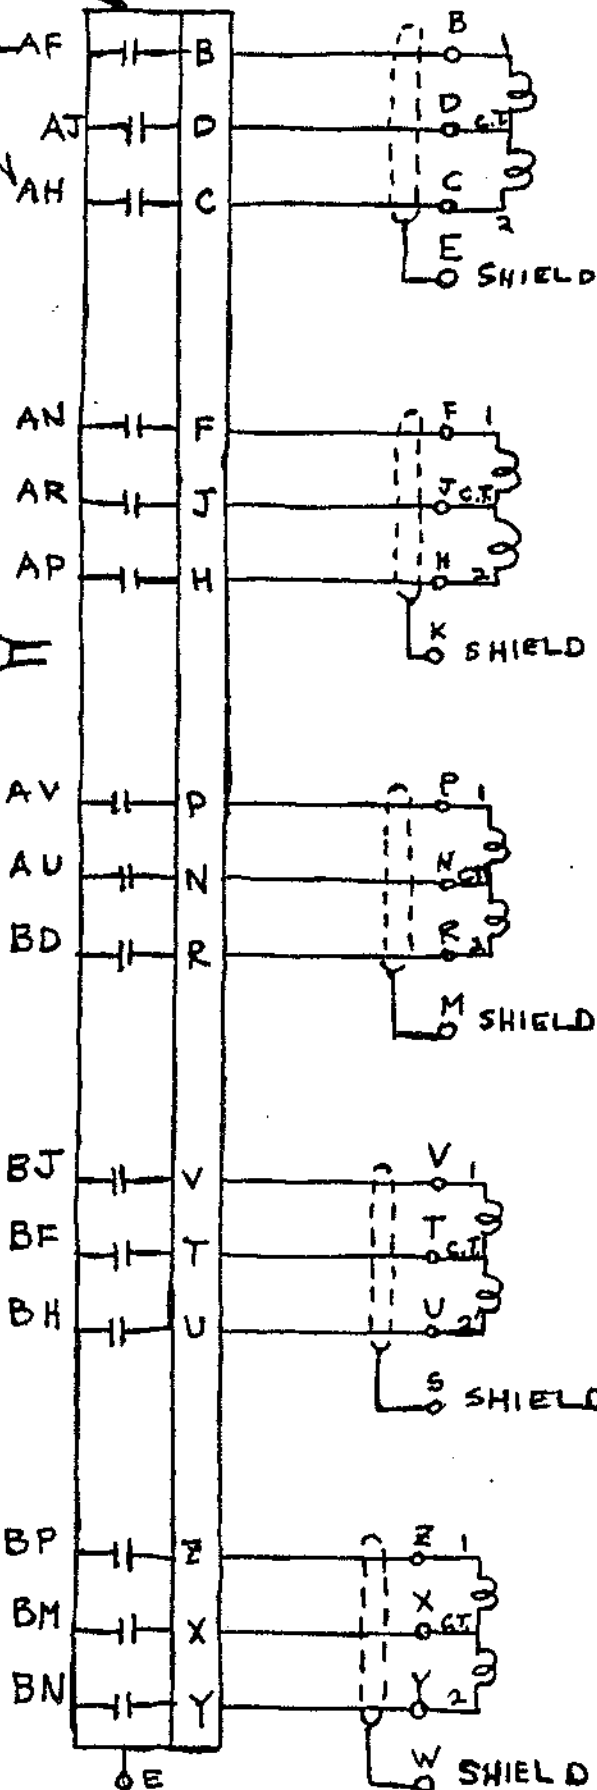 B 1
AF B
D
AJ D C.T.
C
AH C
2
E SHIELD
F 1
AN F
AR J J C.T.
H
AP H 2
K SHIELD
P 1
AV P
N
AU N C.T.
R
BD R 2
M SHIELD
V 1
BJ V
T
BF T C.T.
U
BH U 2
S SHIELD
Z 1
BP Z
X
BM X C.T.
Y
BN Y 2
W SHIELD
E